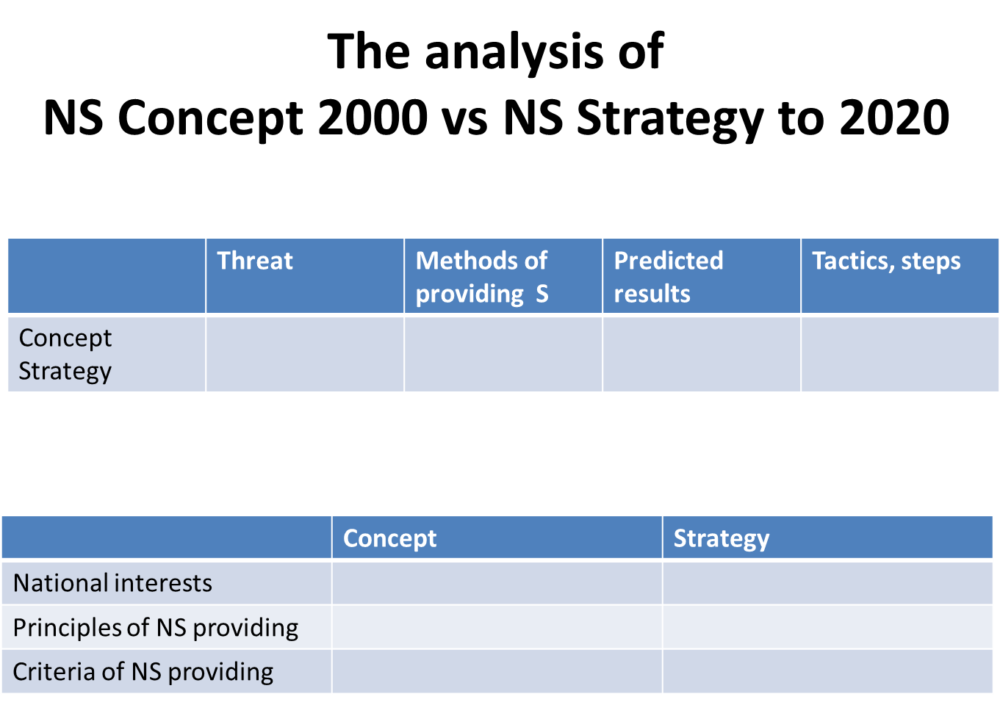 The analysis of
NS Concept 2000 vs NS Strategy to 2020
Threat
Methods of
providing S
Predicted
results
Tactics, steps
Concept
Strategy
Concept
Strategy
National interests
Principles of NS providing
Criteria of NS providing